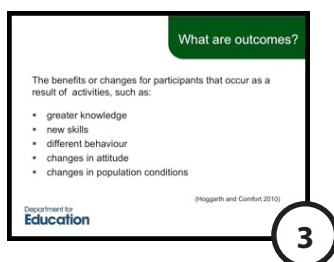 What are outcomes?
The benefits or changes for participants that occur as a
result of activities, such as:
▪ greater knowledge
▪ new skills
▪ different behaviour
▪ changes in attitude
▪ changes in population conditions
(Hoggarth and Comfort 2010)
Department for
Education
3